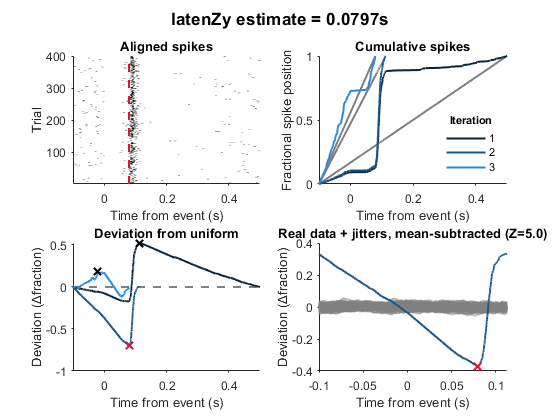 latenZy estimate = 0.0797s
Aligned spikes
Trial
400
300
200
100
0
0.2
0.4
Time from event (s)
Cumulative spikes
Fractional spike position
1
0.5
0
0
0.2
0.4
Time from event (s)
Iteration
1
2
3
Deviation from uniform
Deviation (Δfraction)
0.5
0
-0.5
-1
0
0.2
0.4
Time from event (s)
Real data + jitters, mean-subtracted (Z=5.0)
Deviation (Δfraction)
0.4
0.2
0
-0.2
-0.4
-0.1
-0.05
0
0.05
0.1
Time from event (s)